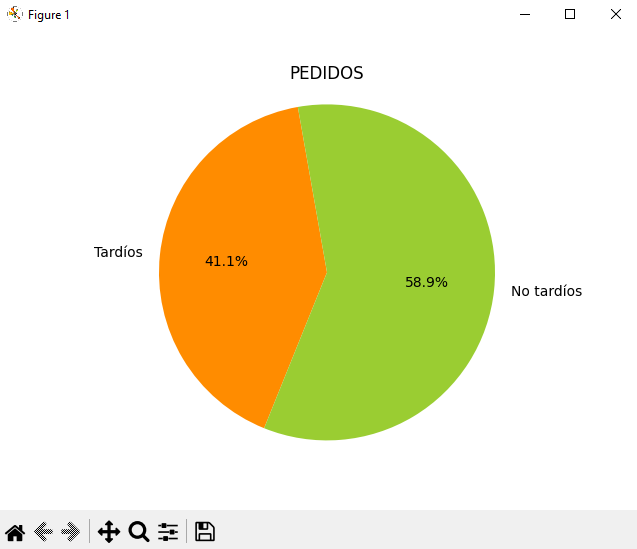 Figure 1
PEDIDOS
Tardíos
41.1%
58.9%
No tardíos